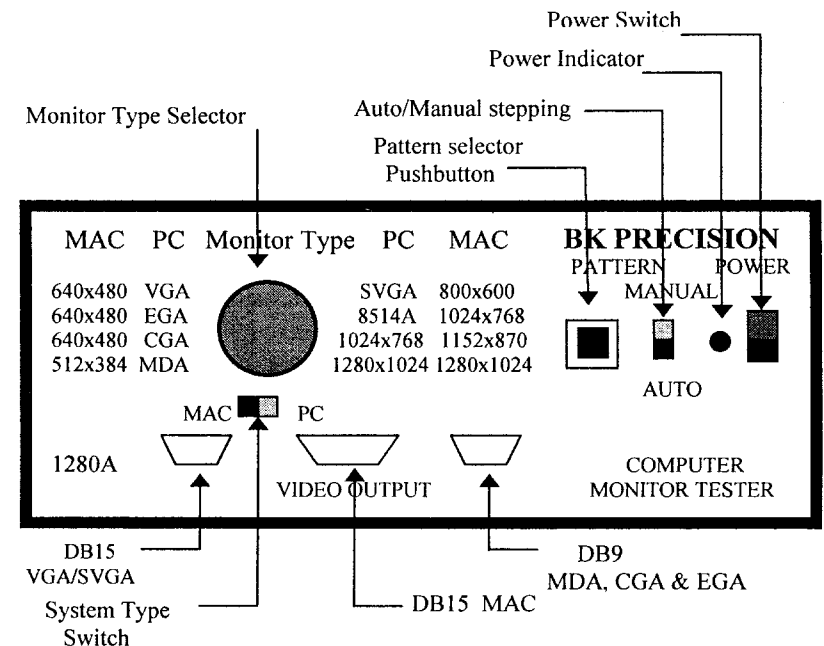 Power Switch
Power Indicator
Monitor Type Selector
Auto/Manual stepping
Pattern selector
Pushbutton
MAC PC Monitor Type PC MAC
BK PRECISION
PATTERN POWER
MANUAL
640x480 VGA SVGA 800x600
640x480 EGA 8514A 1024x768
640x480 CGA 1024x768 1152x870
512x384 MDA 1280x1024 1280x1024
AUTO
MAC PC
1280A
VIDEO OUTPUT
COMPUTER
MONITOR TESTER
DB15
VGA/SVGA
System Type
Switch
DB15 MAC
DB9
MDA, CGA & EGA